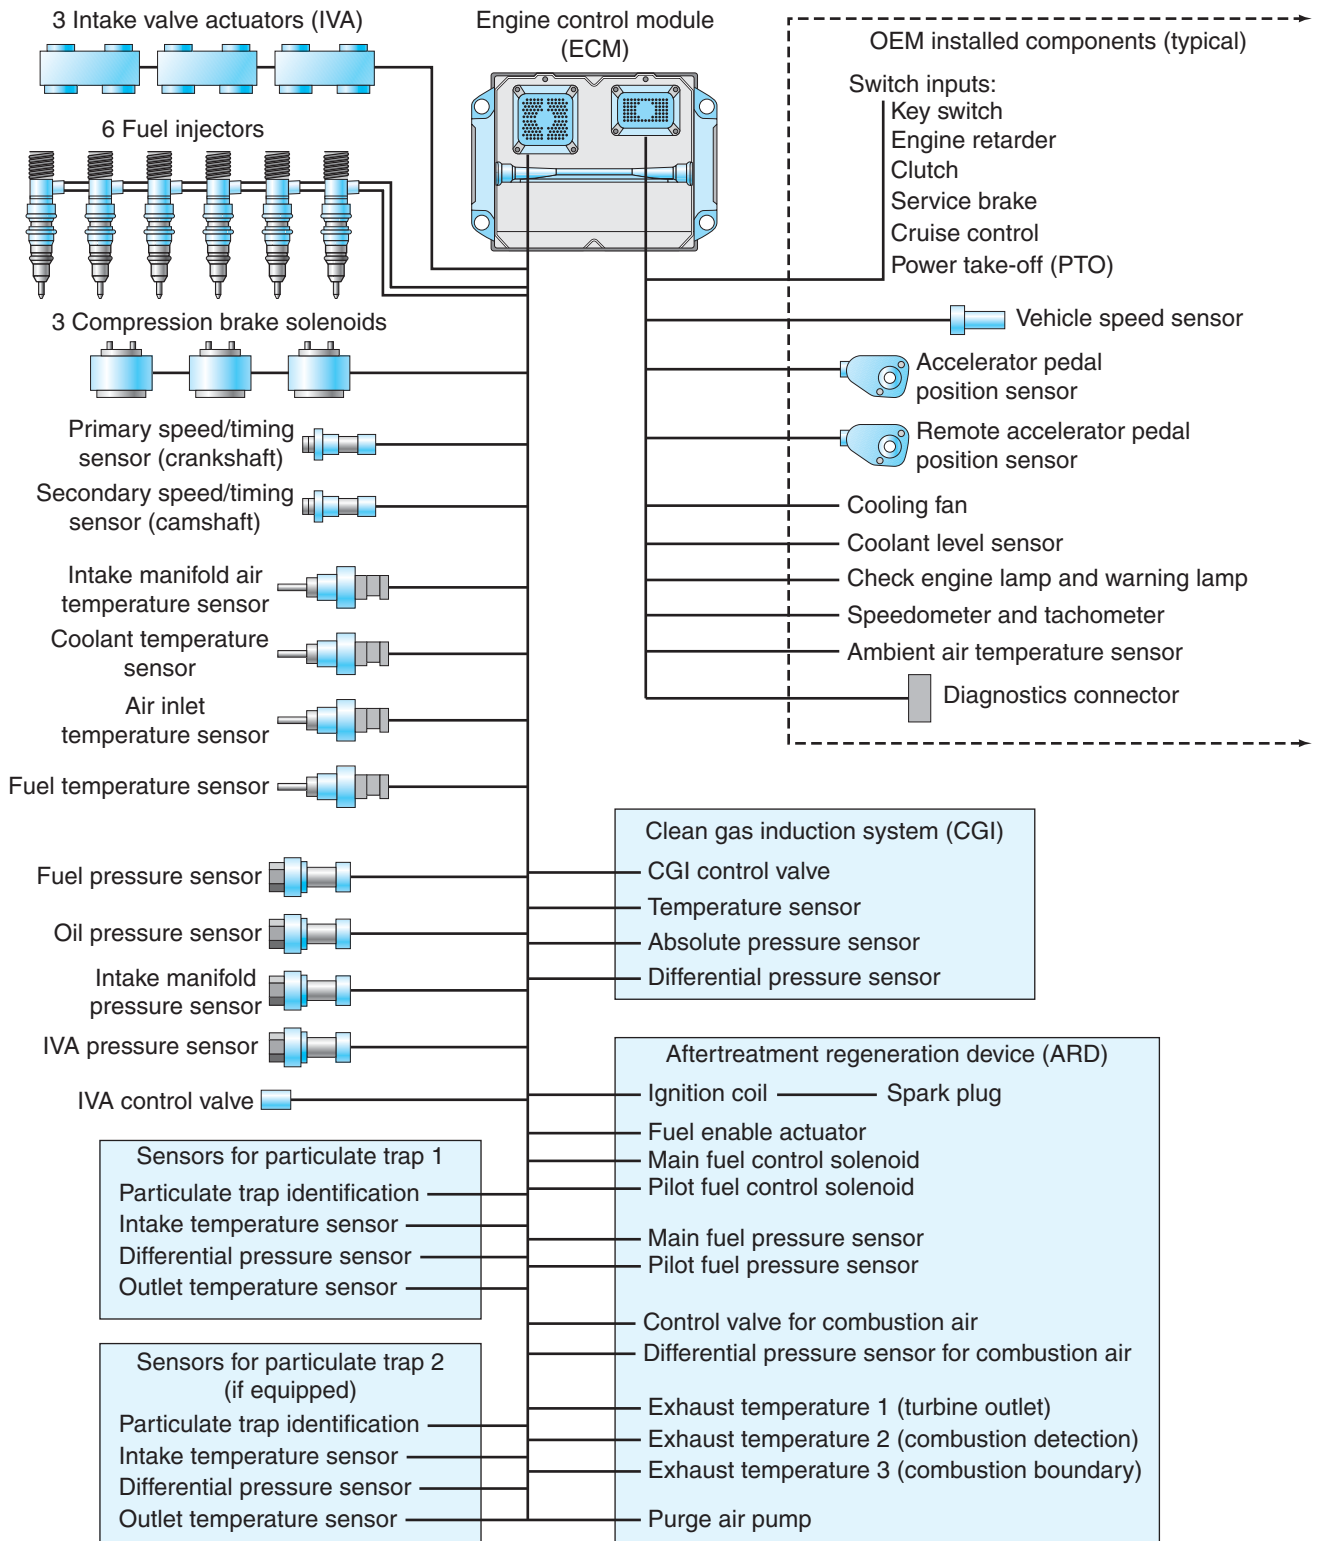 3 Intake valve actuators (IVA)
6 Fuel injectors
3 Compression brake solenoids
Primary speed/timing
sensor (crankshaft)
Secondary speed/timing
sensor (camshaft)
Intake manifold air
temperature sensor
Coolant temperature
sensor
Air inlet
temperature sensor
Fuel temperature sensor
Fuel pressure sensor
Oil pressure sensor
Intake manifold
pressure sensor
IVA pressure sensor
IVA control valve
Sensors for particulate trap 1
Particulate trap identification
Intake temperature sensor
Differential pressure sensor
Outlet temperature sensor
Sensors for particulate trap 2
(if equipped)
Particulate trap identification
Intake temperature sensor
Differential pressure sensor
Outlet temperature sensor
Engine control module
(ECM)
OEM installed components (typical)
Switch inputs:
Key switch
Engine retarder
Clutch
Service brake
Cruise control
Power take-off (PTO)
Vehicle speed sensor
Accelerator pedal
position sensor
Remote accelerator pedal
position sensor
Cooling fan
Coolant level sensor
Check engine lamp and warning lamp
Speedometer and tachometer
Ambient air temperature sensor
Diagnostics connector
Clean gas induction system (CGI)
CGI control valve
Temperature sensor
Absolute pressure sensor
Differential pressure sensor
Aftertreatment regeneration device (ARD)
Ignition coil
Spark plug
Fuel enable actuator
Main fuel control solenoid
Pilot fuel control solenoid
Main fuel pressure sensor
Pilot fuel pressure sensor
Control valve for combustion air
Differential pressure sensor for combustion air
Exhaust temperature 1 (turbine outlet)
Exhaust temperature 2 (combustion detection)
Exhaust temperature 3 (combustion boundary)
Purge air pump